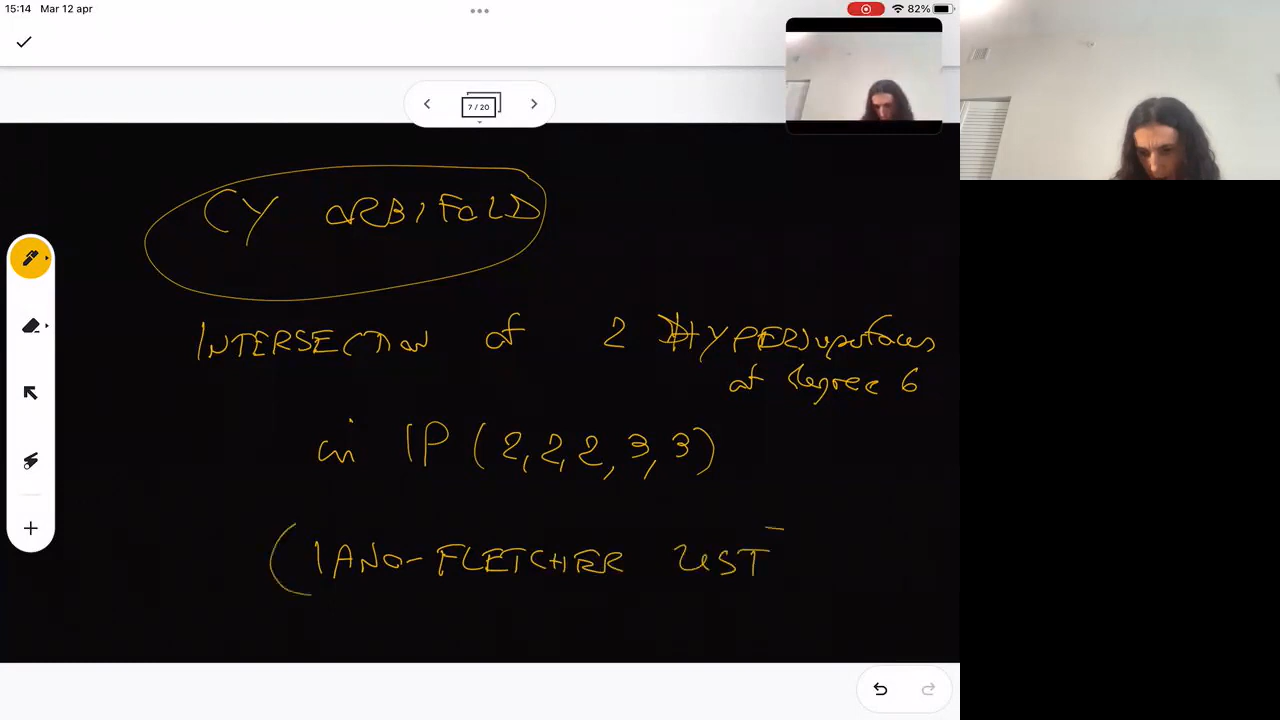 15:14 Mar 12 apr
82%
7 / 20
CY ORBIFOLD
INTERSECTION of 2 HYPERsurfaces
of degree 6
in IP (2,2,2,3,3)
(IANO-FLETCHER LIST